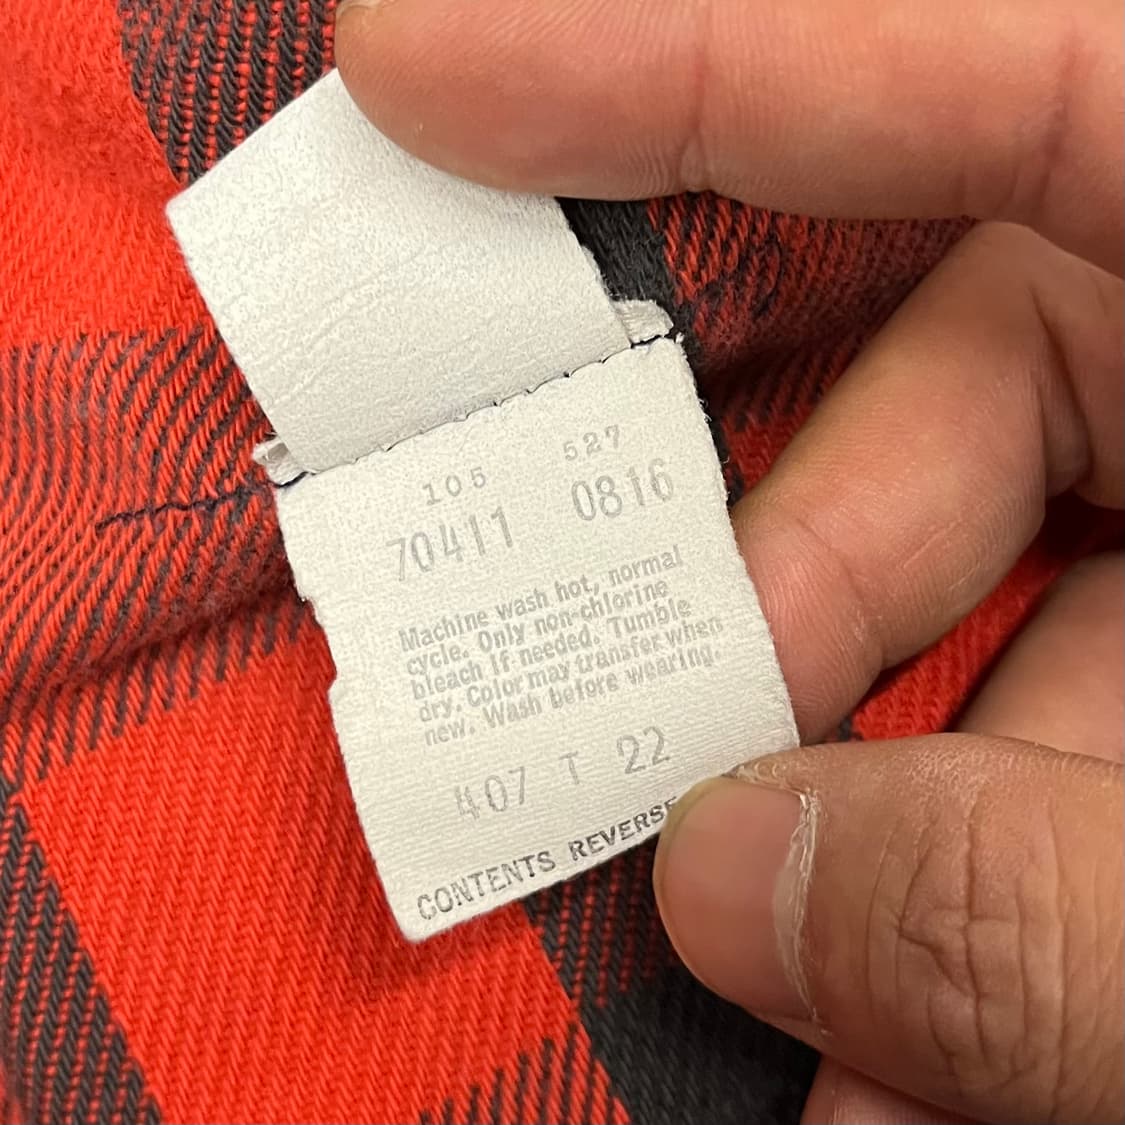 105 527
70411 0816
Machine wash hot, normal
cycle. Only non-chlorine
bleach if needed. Tumble
dry. Color may transfer when
new. Wash before wearing.
407 T 22
CONTENTS REVERSE